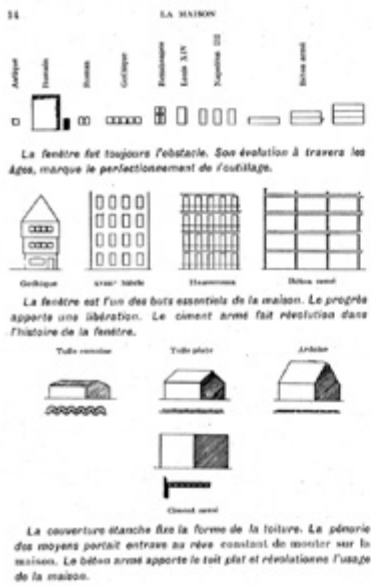 14 LA MAISON
Antique
Romain
Roman
Gothique
Renaissance
Louis XIV
Napoléon III
Béton armé
La fenêtre fut toujours l'obstacle. Son évolution à travers les
âges, marque le perfectionnement de l'outillage.
Gothique XVIIIe Siècle Haussmann Béton armé
La fenêtre est l'un des buts essentiels de la maison. Le progrès
apporte une libération. Le ciment armé fait révolution dans
l'histoire de la fenêtre.
Tuile romaine Tuile plate Ardoise
Ciment armé
La couverture étanche fixe la forme de la toiture. La pénurie
des moyens portait entrave au rêve constant de monter sur la
maison. Le béton armé apporte le toit plat et révolutionne l'usage
de la maison.